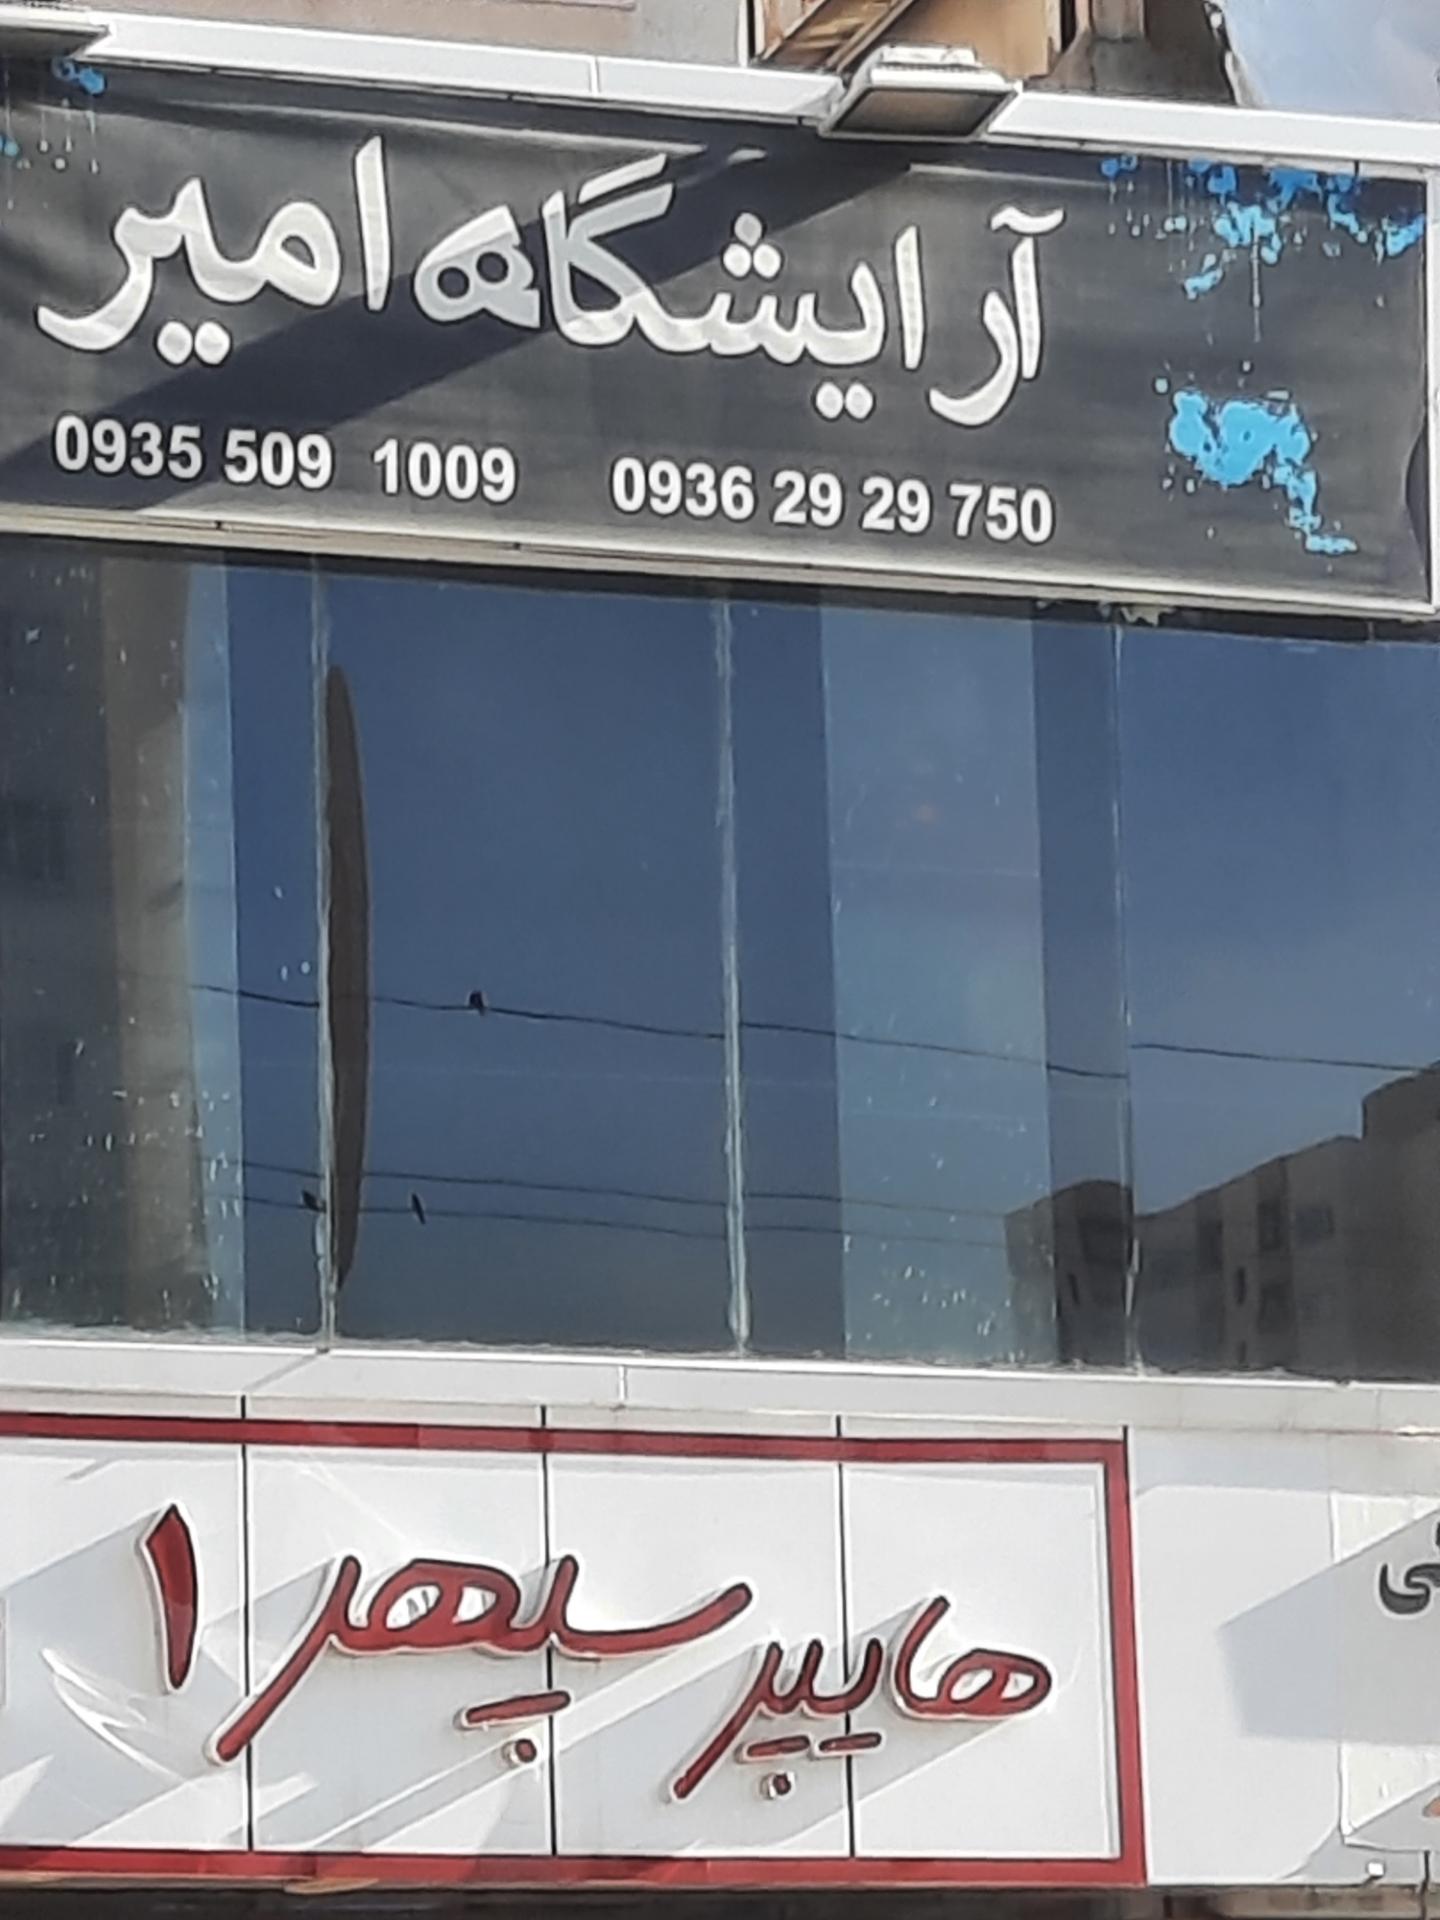 آرایشگاه امیر
0935 509 1009 0936 29 29 750
هایپر سپهر ۱